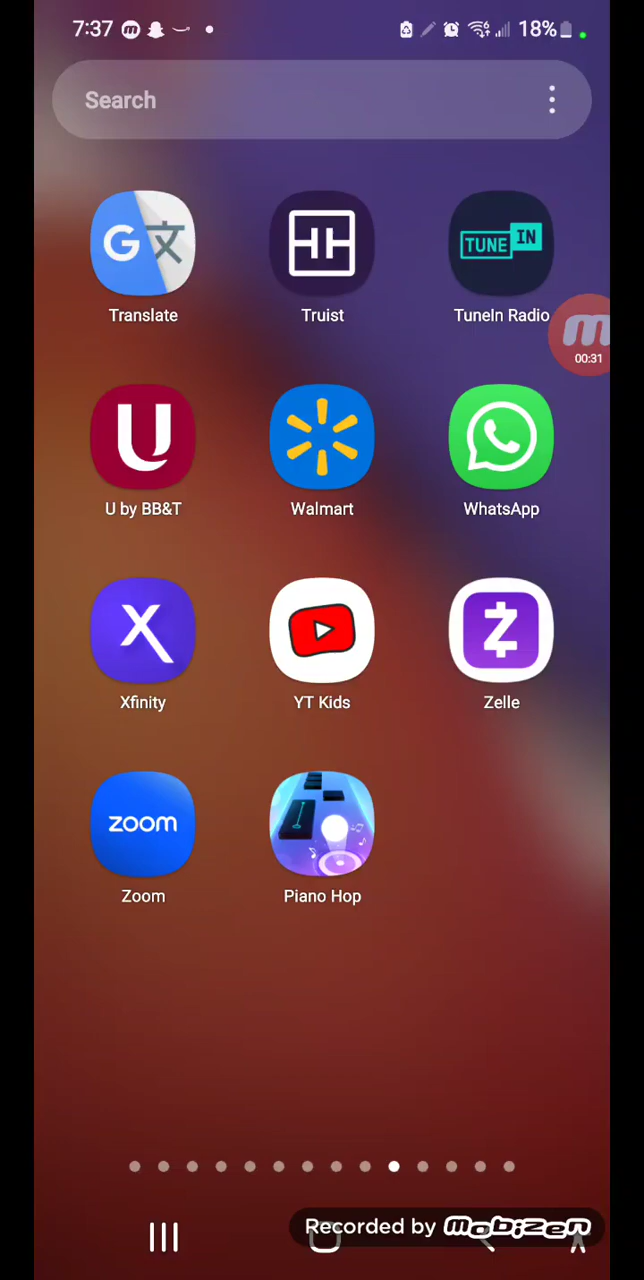 7:37 18%
Search
G 文
Translate
Truist
TUNE IN
TuneIn Radio
m
00:31
U
U by BB&T
Walmart
WhatsApp
X
Xfinity
YT Kids
Z
Zelle
zoom
Zoom
Piano Hop
Recorded by mobizen